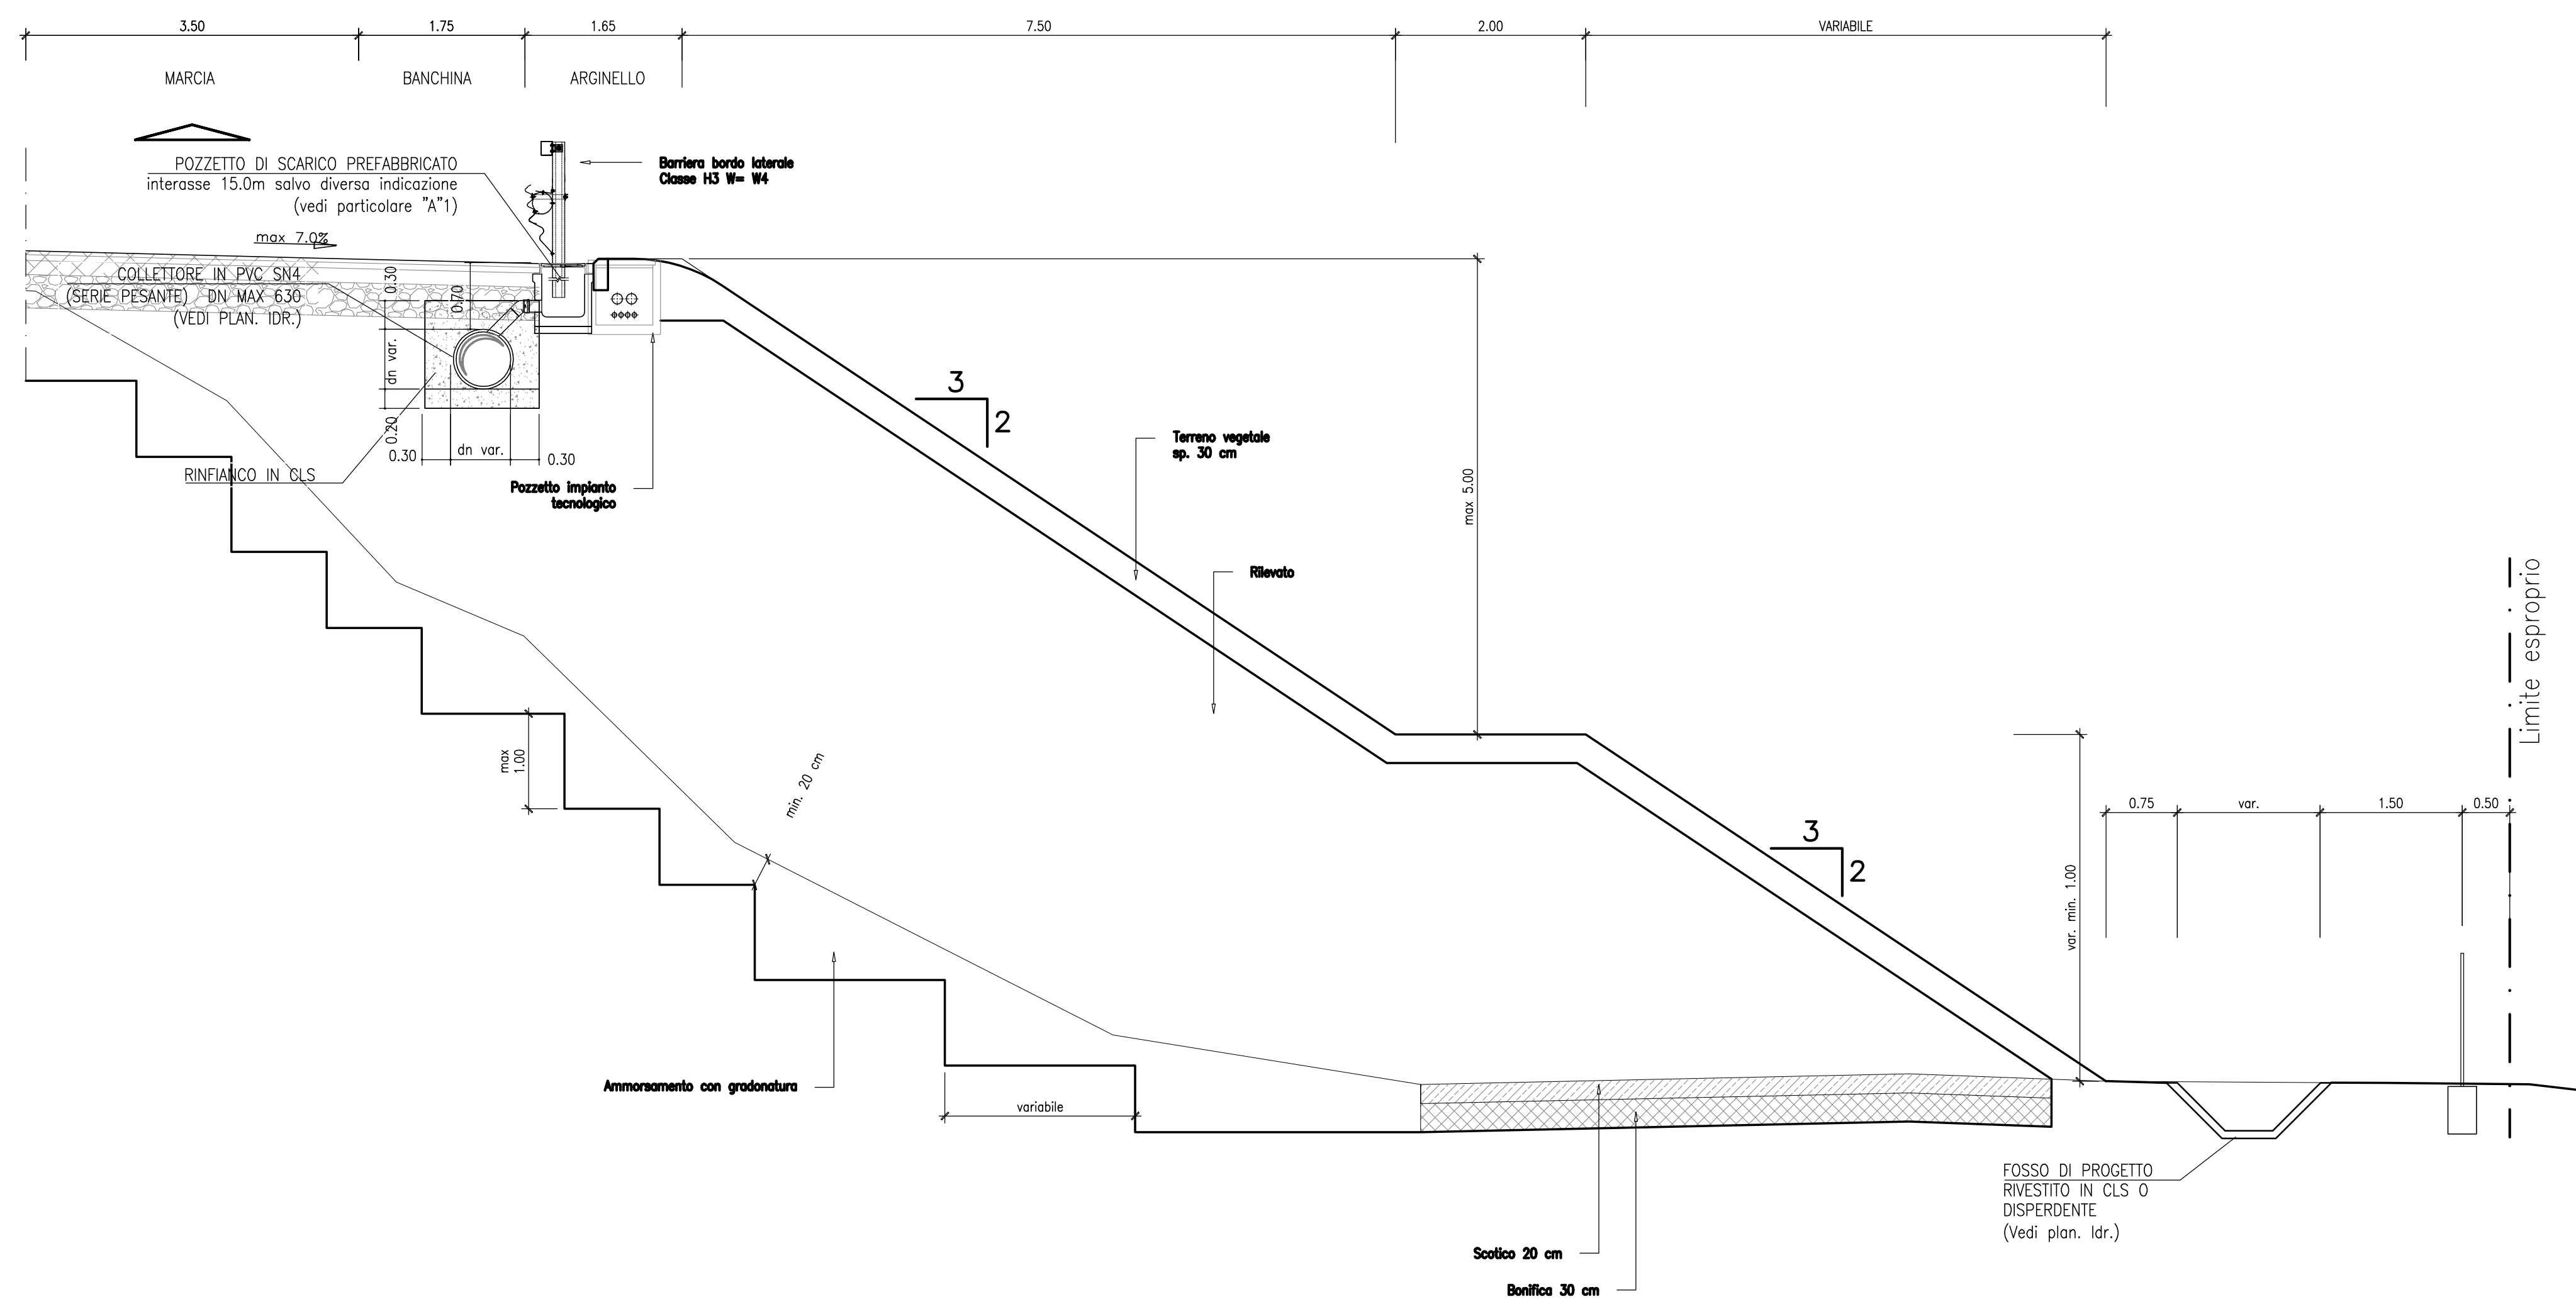 3.50
1.75
1.65
7.50
2.00
VARIABILE
MARCIA
BANCHINA
ARGINELLO
POZZETTO DI SCARICO PREFABBRICATO
interasse 15.0m salvo diversa indicazione
(vedi particolare "A"1)
Barriera bordo laterale
Classe H3 W= W4
max 7.0%
COLLETTORE IN PVC SN4
(SERIE PESANTE) DN MAX 630
(VEDI PLAN. IDR.)
0.30
0.70
dn var.
0.20
0.30
dn var.
0.30
RINFIANCO IN CLS
Pozzetto impianto
tecnologico
3
2
Terreno vegetale
sp. 30 cm
max 5.00
Rilevato
Limite esproprio
max
1.00
min. 20 cm
3
2
var. min. 1.00
0.75
var.
1.50
0.50
Ammorsamento con gradonatura
variabile
FOSSO DI PROGETTO
RIVESTITO IN CLS O
DISPERDENTE
(Vedi plan. Idr.)
Scotico 20 cm
Bonifica 30 cm